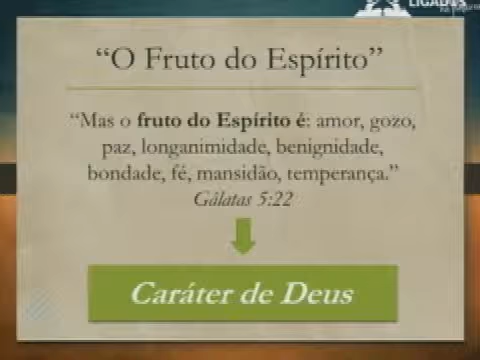 LIGADOS
“O Fruto do Espírito”
“Mas o fruto do Espírito é: amor, gozo,
paz, longanimidade, benignidade,
bondade, fé, mansidão, temperança.”
Gálatas 5:22
Caráter de Deus